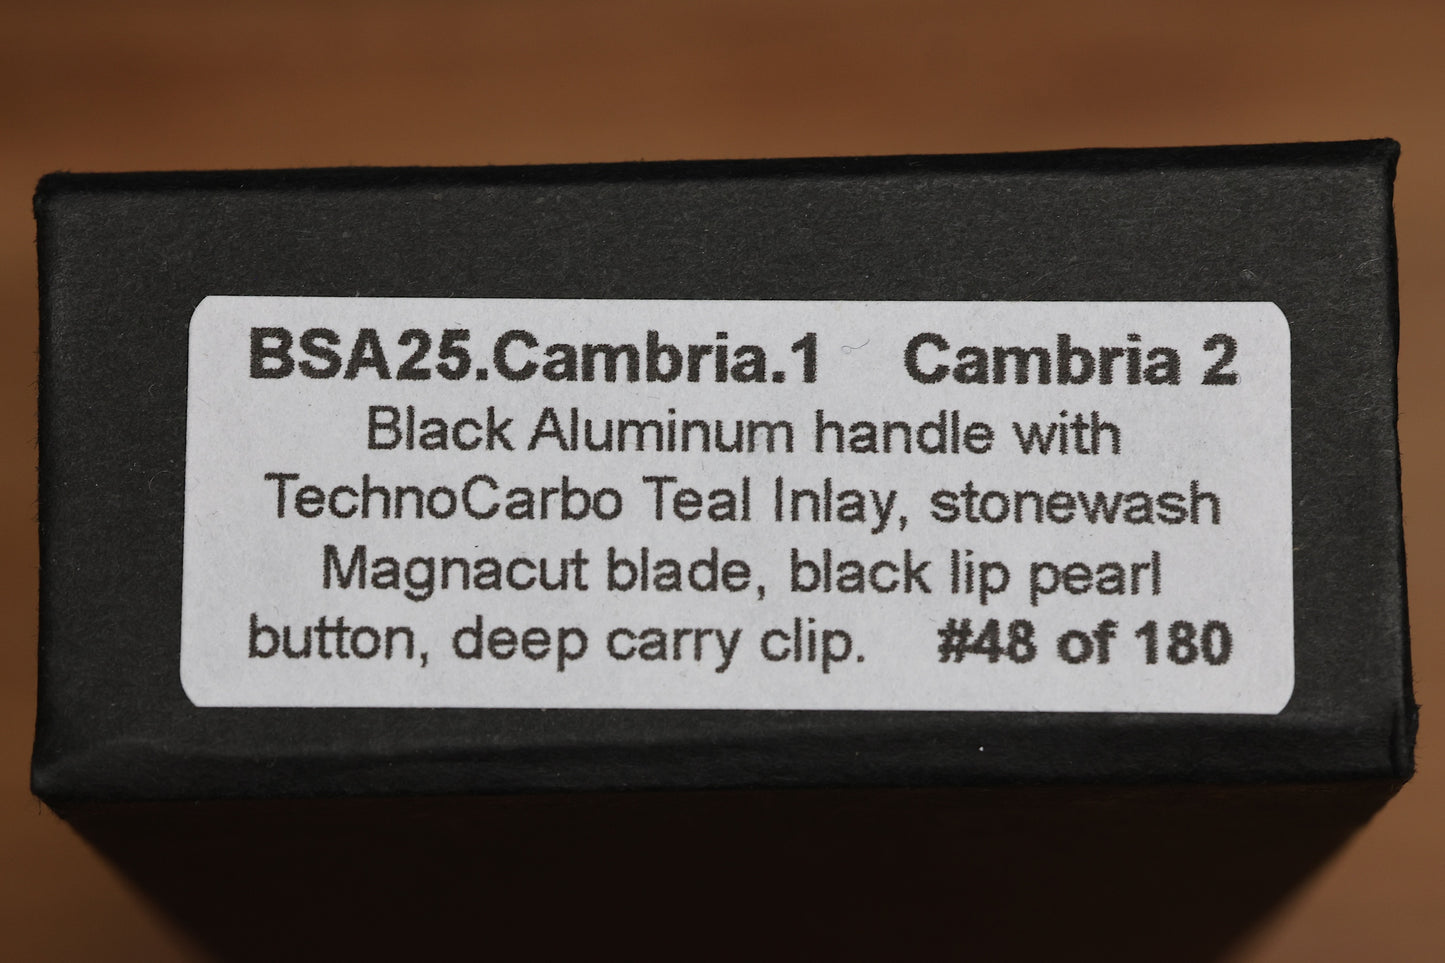 BSA25.Cambria.1 Cambria 2
Black Aluminum handle with
TechnoCarbo Teal Inlay, stonewash
Magnacut blade, black lip pearl
button, deep carry clip. #48 of 180